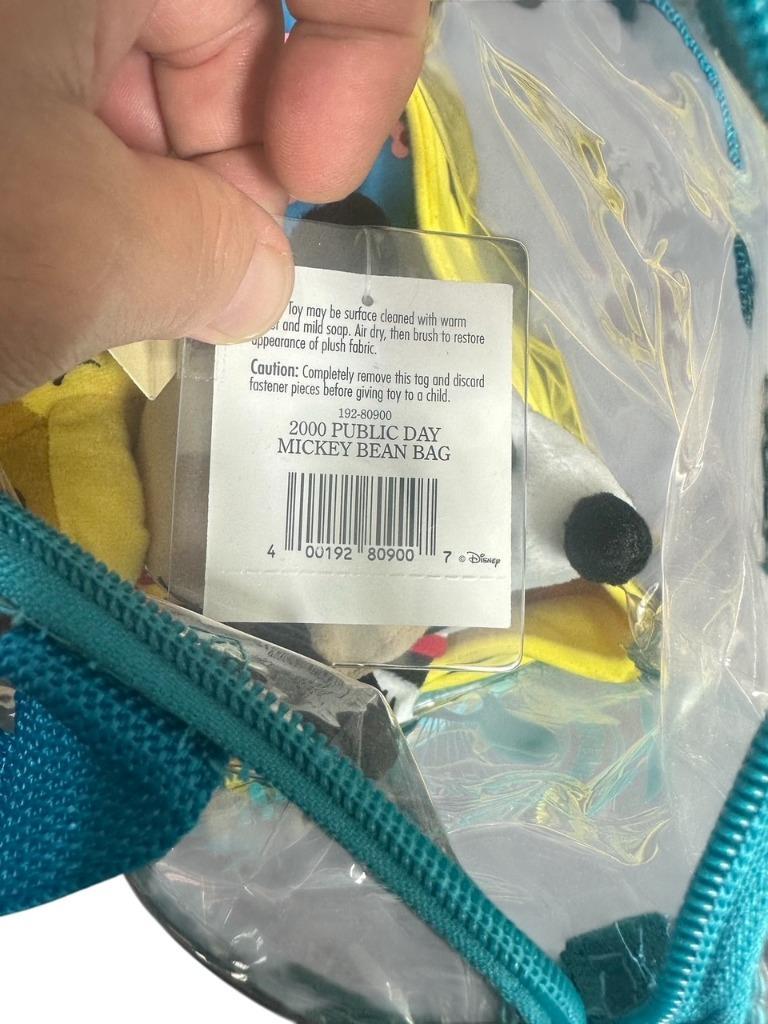 Toy may be surface cleaned with warm
and mild soap. Air dry, then brush to restore
appearance of plush fabric.
Caution: Completely remove this tag and discard
fastener pieces before giving toy to a child.
192-80900
2000 PUBLIC DAY
MICKEY BEAN BAG
4 00192 80900 7 © Disney